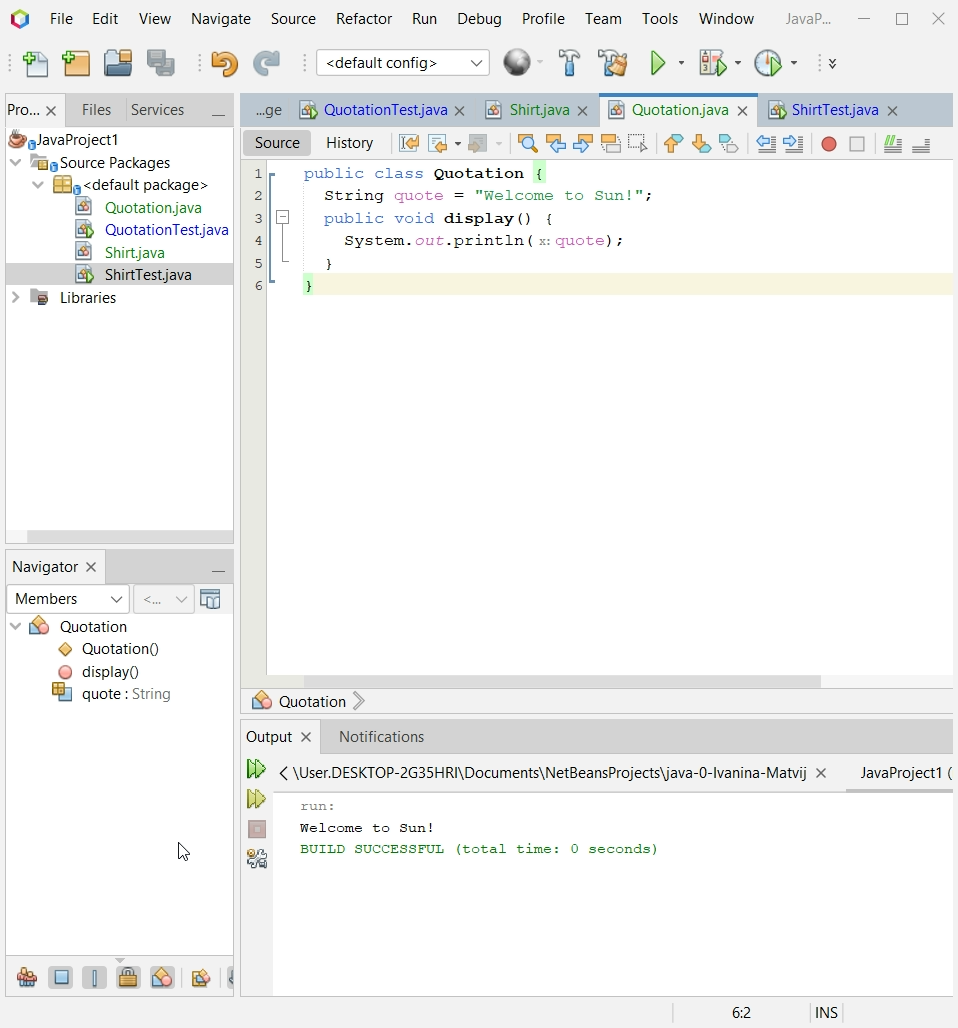 File Edit View Navigate Source Refactor Run Debug Profile Team Tools Window JavaP...
<default config>
Pro... Files Services
...ge QuotationTest.java Shirt.java Quotation.java ShirtTest.java
JavaProject1
Source Packages
<default package>
Quotation.java
QuotationTest.java
Shirt.java
ShirtTest.java
Libraries
Source History
1 public class Quotation {
2 String quote = "Welcome to Sun!";
3 public void display() {
4 System.out.println( x: quote);
5 }
6 }
Navigator
Members <...
Quotation
Quotation()
display()
quote : String
Quotation
Output Notifications
\User.DESKTOP-2G35HRI\Documents\NetBeansProjects\java-0-Ivanina-Matvij JavaProject1 (
run:
Welcome to Sun!
BUILD SUCCESSFUL (total time: 0 seconds)
6:2 INS